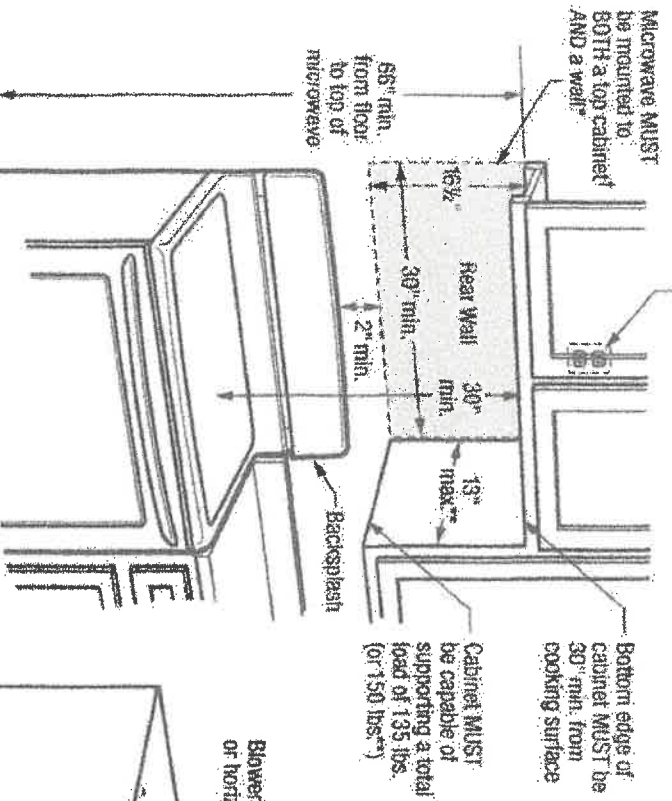 Microwave MUST
be mounted to
BOTH a top cabinet†
AND a wall*
66" min.
from floor
to top of
microwave
16½"
Rear Wall
30" min.
30"
min.
2" min.
13"
max**
Backsplash
Bottom edge of
cabinet MUST be
30" min. from
cooking surface
Cabinet MUST
be capable of
supporting a total
load of 135 lbs.
(or 150 lbs.**)
Blower
or